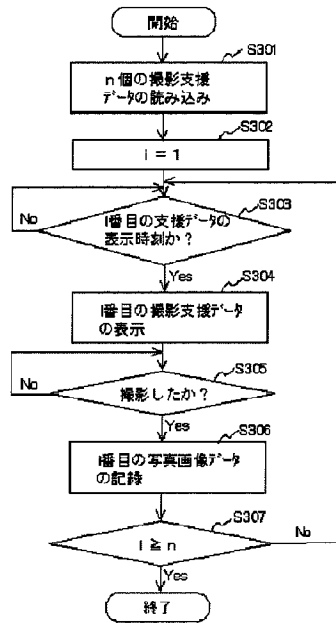 開始
S301
n個の撮影支援
データの読み込み
S302
I = 1
S303
I番目の支援データの
表示時刻か?
No
Yes
S304
I番目の撮影支援データ
の表示
S305
撮影したか?
No
Yes
S306
I番目の写真画像データ
の記録
S307
I ≧ n
No
Yes
終了